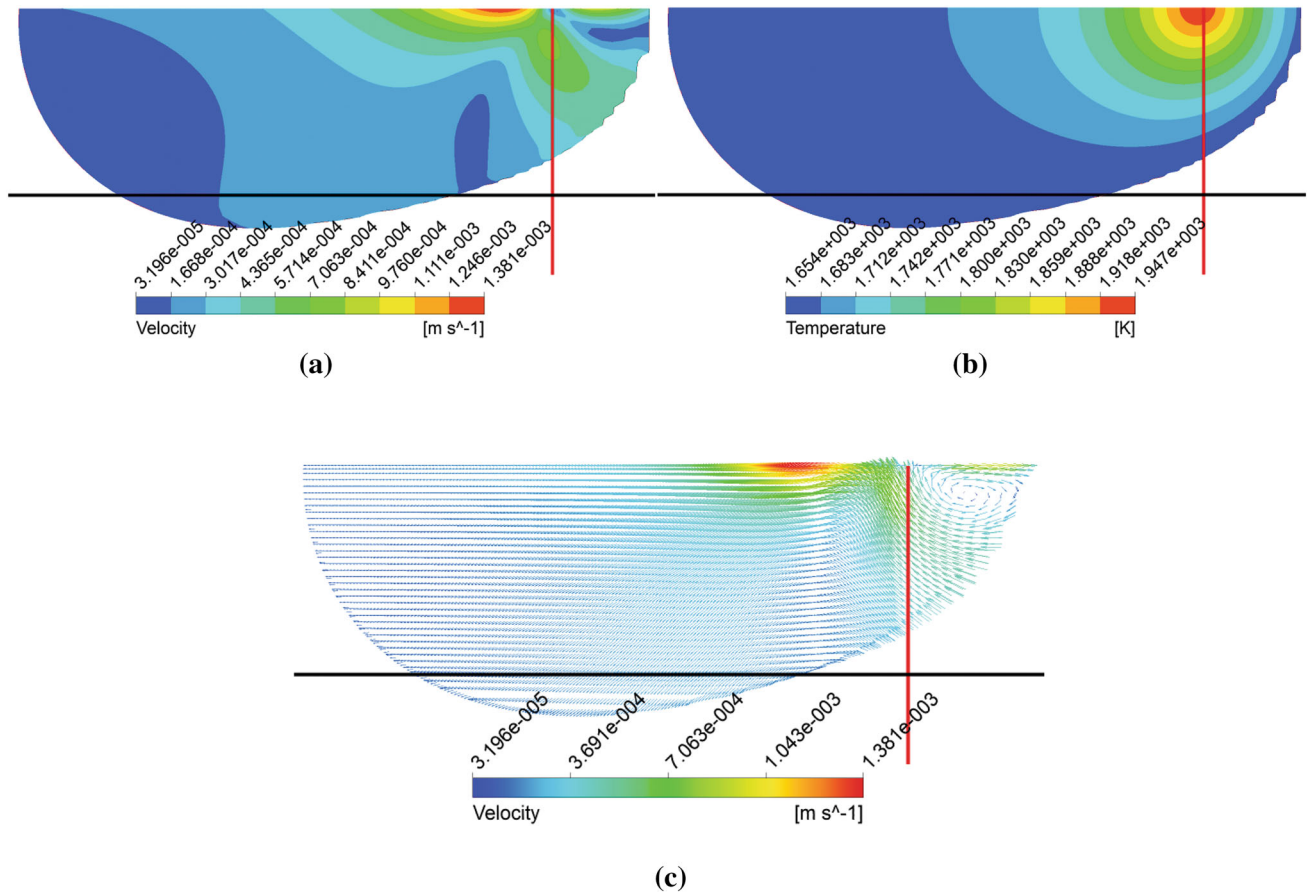 3.196e-005
1.668e-004
3.017e-004
4.365e-004
5.714e-004
7.063e-004
8.411e-004
9.760e-004
1.111e-003
1.246e-003
1.381e-003
Velocity [m s^-1]
(a)
1.654e+003
1.683e+003
1.712e+003
1.742e+003
1.771e+003
1.800e+003
1.830e+003
1.859e+003
1.888e+003
1.918e+003
1.947e+003
Temperature [K]
(b)
3.196e-005
3.691e-004
7.063e-004
1.043e-003
1.381e-003
Velocity [m s^-1]
(c)